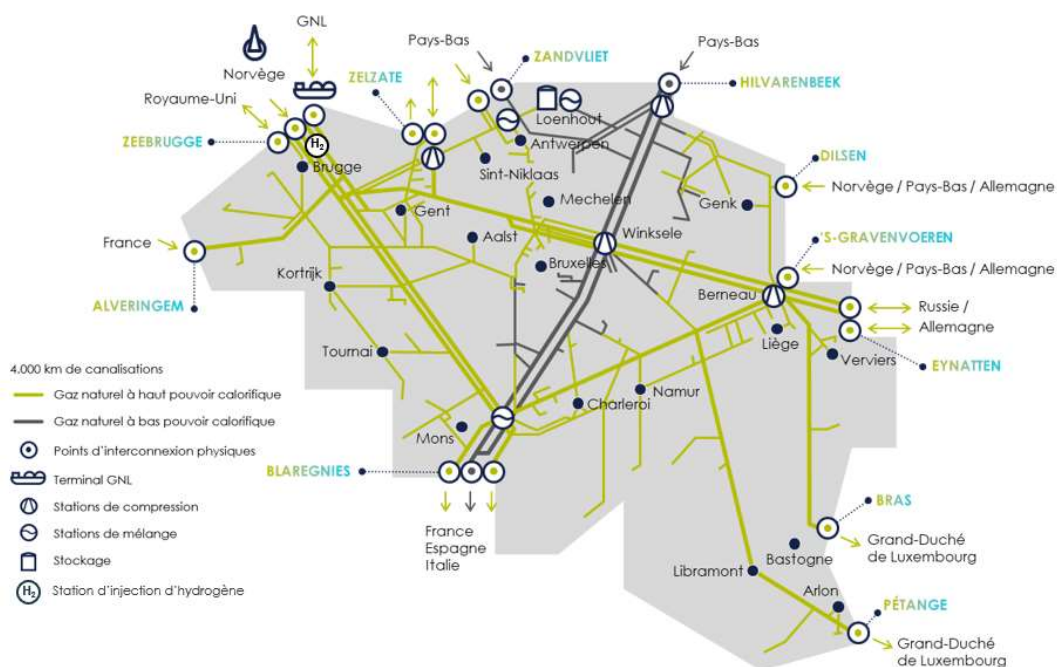 GNL
Norvège
Pays-Bas
ZANDVLIET
Pays-Bas
ZELZATE
HILVARENBEEK
Royaume-Uni
Loenhout
ZEEBRUGGE
H₂
Antwerpen
DILSEN
Brugge
Sint-Niklaas
Norvège / Pays-Bas / Allemagne
Mechelen
Genk
Gent
France
Aalst
Winksele
'S-GRAVENVOEREN
Bruxelles
Norvège / Pays-Bas / Allemagne
Kortrijk
Berneau
ALVERINGEM
Russie /
Allemagne
Liège
Tournai
Verviers
EYNATTEN
4.000 km de canalisations
Gaz naturel à haut pouvoir calorifique
Namur
Charleroi
Gaz naturel à bas pouvoir calorifique
Mons
Points d'interconnexion physiques
BLAREGNIES
Terminal GNL
Stations de compression
BRAS
France
Espagne
Italie
Stations de mélange
Grand-Duché
de Luxembourg
Bastogne
Stockage
Libramont
H₂
Station d'injection d'hydrogène
Arlon
PÉTANGE
Grand-Duché
de Luxembourg